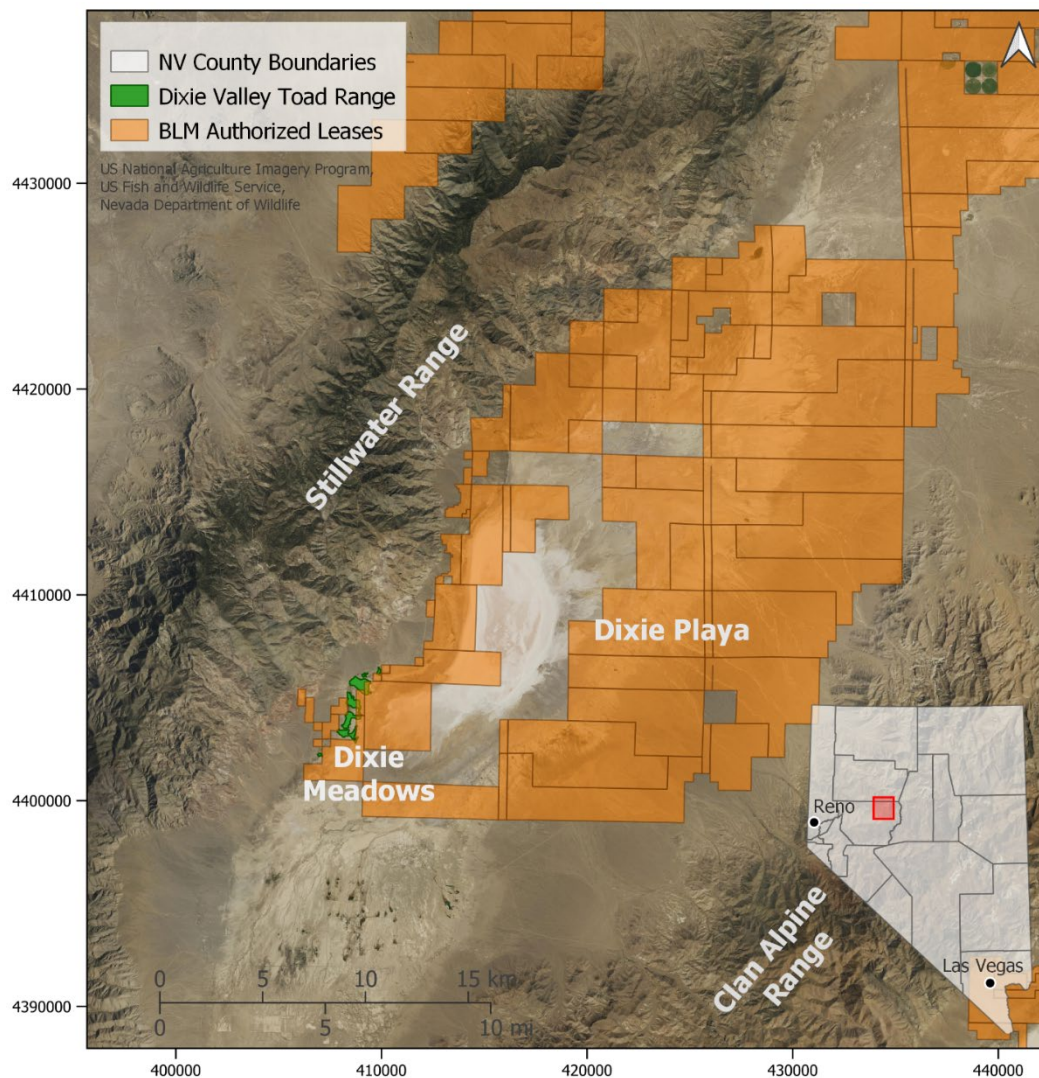 NV County Boundaries
Dixie Valley Toad Range
BLM Authorized Leases
US National Agriculture Imagery Program,
US Fish and Wildlife Service,
Nevada Department of Wildlife
4430000
4420000
4410000
4400000
4390000
Stillwater Range
Dixie Playa
Dixie
Meadows
Reno
Las Vegas
Clan Alpine
Range
0 5 10 15 km
0 5 10 mi
400000 410000 420000 430000 440000